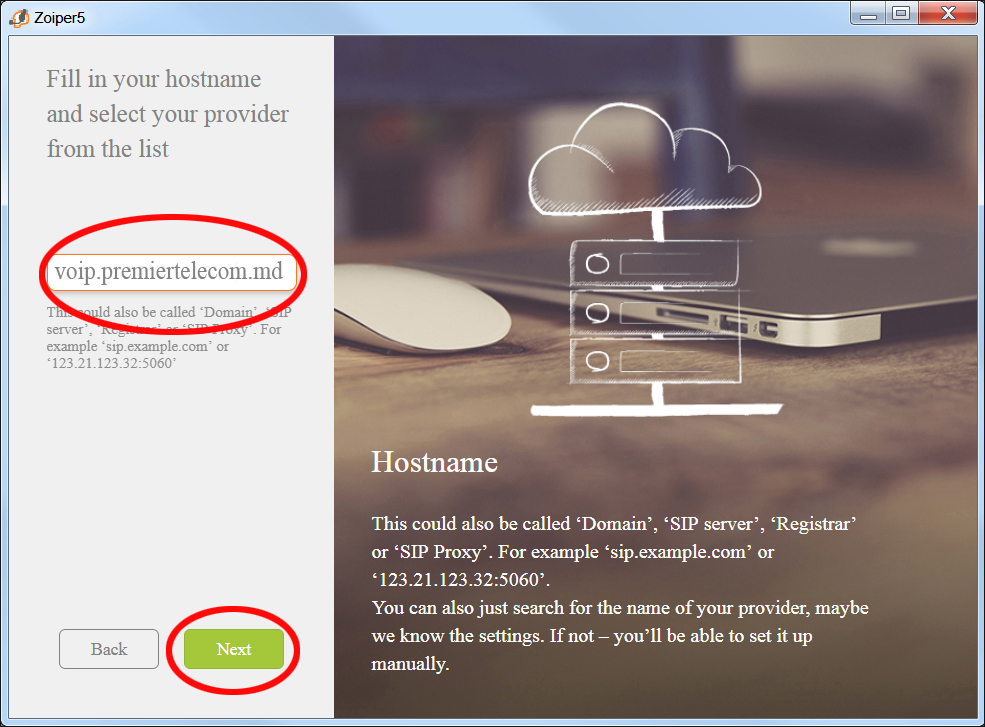 Zoiper5
Fill in your hostname
and select your provider
from the list
voip.premiertelecom.md
This could also be called ‘Domain’, ‘SIP
server’, ‘Registrar’ or ‘SIP Proxy’. For
example ‘sip.example.com’ or
‘123.21.123.32:5060’
Back
Next
Hostname
This could also be called ‘Domain’, ‘SIP server’, ‘Registrar’
or ‘SIP Proxy’. For example ‘sip.example.com’ or
‘123.21.123.32:5060’.
You can also just search for the name of your provider, maybe
we know the settings. If not – you’ll be able to set it up
manually.